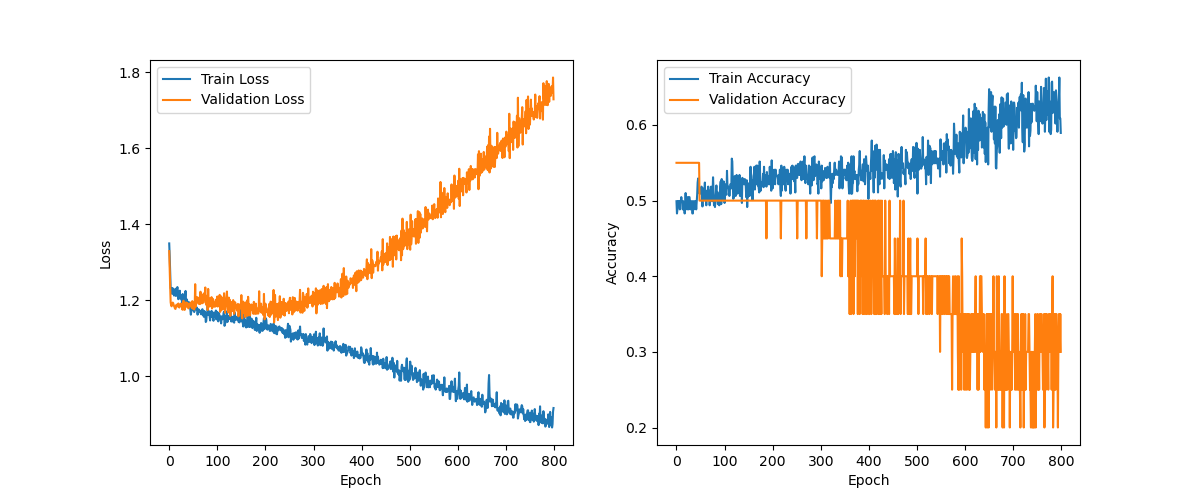 Train Loss
Validation Loss
1.8
1.6
1.4
1.2
1.0
Loss
0 100 200 300 400 500 600 700 800
Epoch
Train Accuracy
Validation Accuracy
0.6
0.5
0.4
0.3
0.2
Accuracy
0 100 200 300 400 500 600 700 800
Epoch